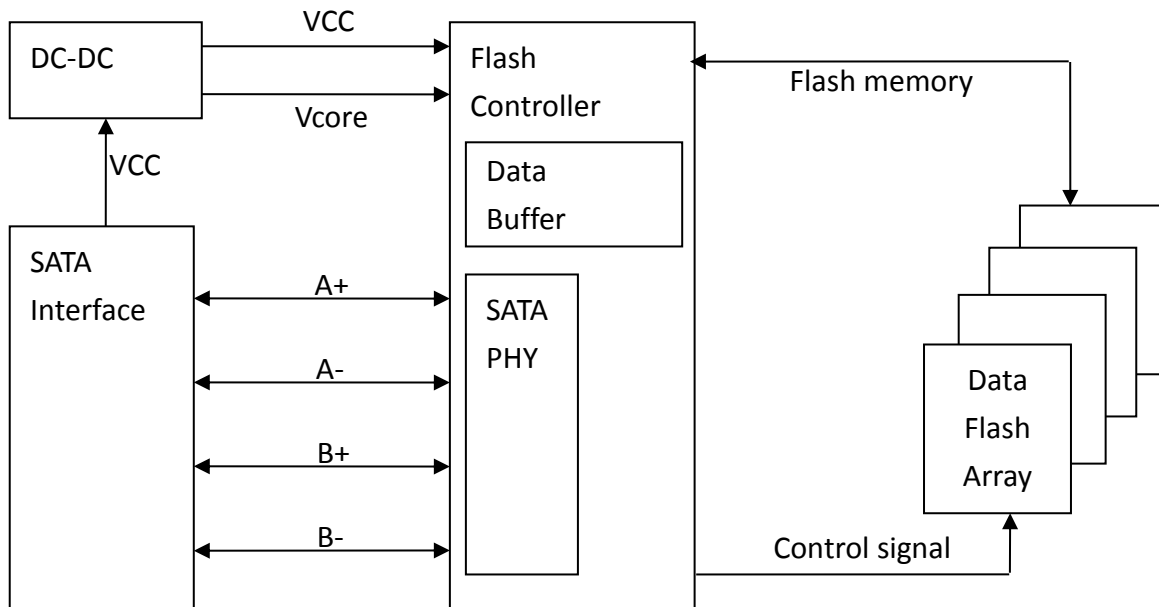 VCC
DC-DC
Flash
Controller
Flash memory
Vcore
VCC
Data
Buffer
SATA
Interface
A+
SATA
PHY
A-
Data
Flash
Array
B+
B-
Control signal